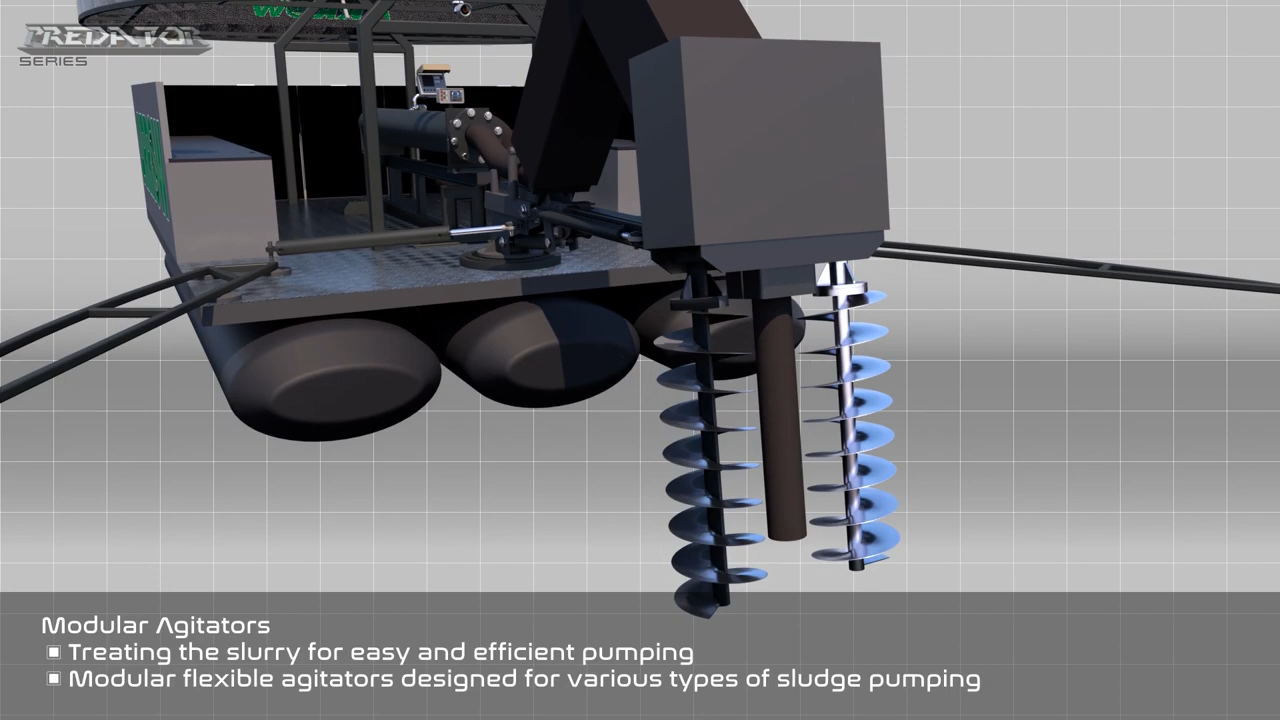 PREDATOR
SERIES
Modular Agitators
Treating the slurry for easy and efficient pumping
Modular flexible agitators designed for various types of sludge pumping